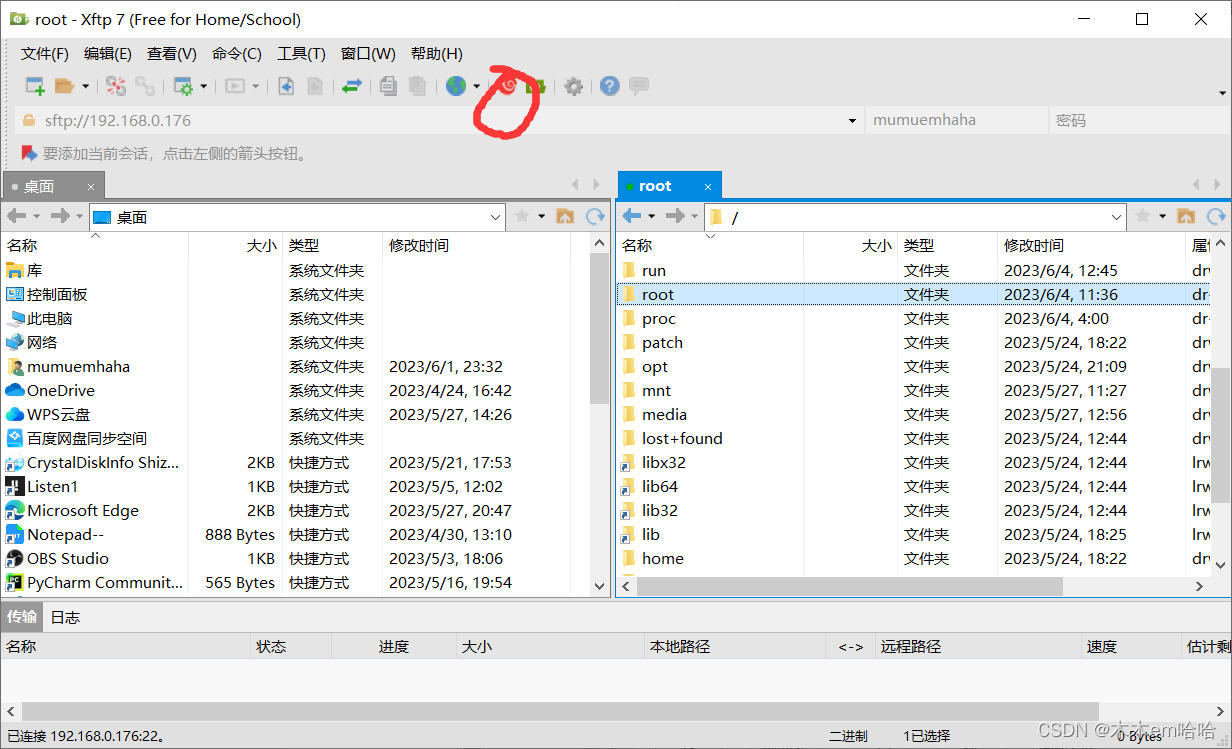 root - Xftp 7 (Free for Home/School)
文件(F) 编辑(E) 查看(V) 命令(C) 工具(T) 窗口(W) 帮助(H)
sftp://192.168.0.176 mumuemhaha 密码
要添加当前会话，点击左侧的箭头按钮。
桌面 × root ×
桌面 /
名称 大小 类型 修改时间 名称 大小 类型 修改时间
库 系统文件夹 run 文件夹 2023/6/4, 12:45 drw
控制面板 系统文件夹 root 文件夹 2023/6/4, 11:36 dr-
此电脑 系统文件夹 proc 文件夹 2023/6/4, 4:00 dr-
网络 系统文件夹 patch 文件夹 2023/5/24, 18:22 drw
mumuemhaha 系统文件夹 2023/6/1, 23:32 opt 文件夹 2023/5/24, 21:09 drw
OneDrive 系统文件夹 2023/4/24, 16:42 mnt 文件夹 2023/5/27, 11:27 drw
WPS云盘 系统文件夹 2023/5/27, 14:26 media 文件夹 2023/5/27, 12:56 drw
百度网盘同步空间 系统文件夹 lost+found 文件夹 2023/5/24, 12:44 drw
CrystalDiskInfo Shiz... 2KB 快捷方式 2023/5/21, 17:53 libx32 文件夹 2023/5/24, 12:44 lrw
Listen1 1KB 快捷方式 2023/5/5, 12:02 lib64 文件夹 2023/5/24, 12:44 lrw
Microsoft Edge 快捷方式 2023/5/27, 20:47 lib32 文件夹 2023/5/24, 12:44 lrw
Notepad-- 888 Bytes 快捷方式 2023/4/30, 13:10 lib 文件夹 2023/5/24, 18:25 lrw
OBS Studio 1KB 快捷方式 2023/5/3, 18:06 home 文件夹 2023/5/24, 18:22 drw
PyCharm Communit... 565 Bytes 快捷方式 2023/5/16, 19:54
传输 日志
名称 状态 进度 大小 本地路径 <-> 远程路径 速度 估计剩
已连接 192.168.0.176:22。 二进制 1已选择 0 Bytes
CSDN @木木em哈哈